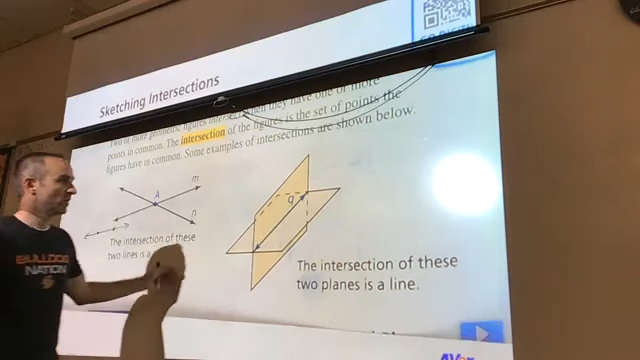 Sketching Intersections
Two or more geometric figures intersect when they have one or more
points in common. The intersection of the figures is the set of points the
figures have in common. Some examples of intersections are shown below.
m
A
n
q
The intersection of these
two lines is a
The intersection of these
two planes is a line.
BULLDOG
NATION